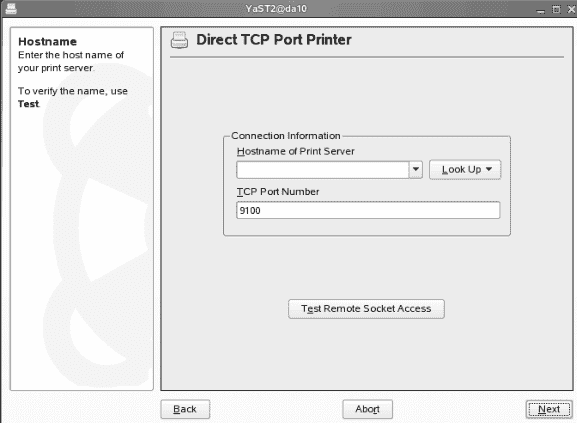 YaST2@da10
Hostname
Enter the host name of
your print server.
To verify the name, use
Test.
Direct TCP Port Printer
Connection Information
Hostname of Print Server
Look Up
TCP Port Number
9100
Test Remote Socket Access
Back
Abort
Next